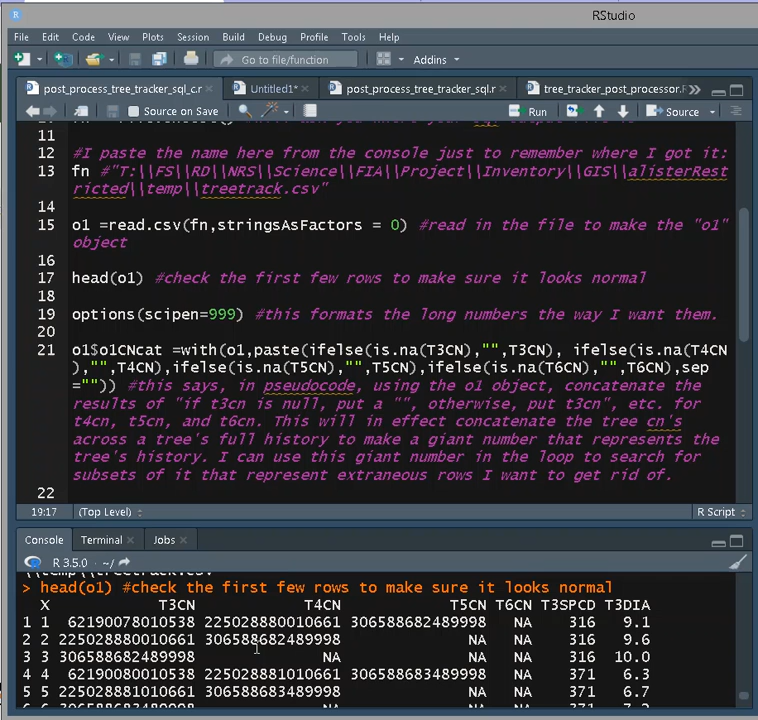 RStudio
File Edit Code View Plots Session Build Debug Profile Tools Help
Go to file/function Addins
post_process_tree_tracker_sql_c.r × Untitled1* × post_process_tree_tracker_sql.r × tree_tracker_post_processor.R
Source on Save Run Source
11
12 #I paste the name here from the console just to remember where I got it:
13 fn #"T:\\FS\\RD\\NRS\\Science\\FIA\\Project\\Inventory\\GIS\\alisterRest
ricted\\temp\\treetrack.csv"
14
15 o1 =read.csv(fn,stringsAsFactors = 0) #read in the file to make the "o1"
object
16
17 head(o1) #check the first few rows to make sure it looks normal
18
19 options(scipen=999) #this formats the long numbers the way I want them.
20
21 o1$o1CNcat =with(o1,paste(ifelse(is.na(T3CN),"",T3CN), ifelse(is.na(T4CN
),"",T4CN),ifelse(is.na(T5CN),"",T5CN),ifelse(is.na(T6CN),"",T6CN),sep
="")) #this says, in pseudocode, using the o1 object, concatenate the
results of "if t3cn is null, put a "", otherwise, put t3cn", etc. for
t4cn, t5cn, and t6cn. This will in effect concatenate the tree cn's
across a tree's full history to make a giant number that represents the
tree's history. I can use this giant number in the loop to search for
subsets of it that represent extraneous rows I want to get rid of.
22
19:17 (Top Level) R Script
Console Terminal × Jobs ×
R 3.5.0 · ~/
> head(o1) #check the first few rows to make sure it looks normal
X T3CN T4CN T5CN T6CN T3SPCD T3DIA
1 1 62190078010538 225028880010661 306588682489998 NA 316 9.1
2 2 225028880010661 306588682489998 NA NA 316 9.6
3 3 306588682489998 NA NA NA 316 10.0
4 4 62190080010538 225028881010661 306588683489998 NA 371 6.3
5 5 225028881010661 306588683489998 NA NA 371 6.7